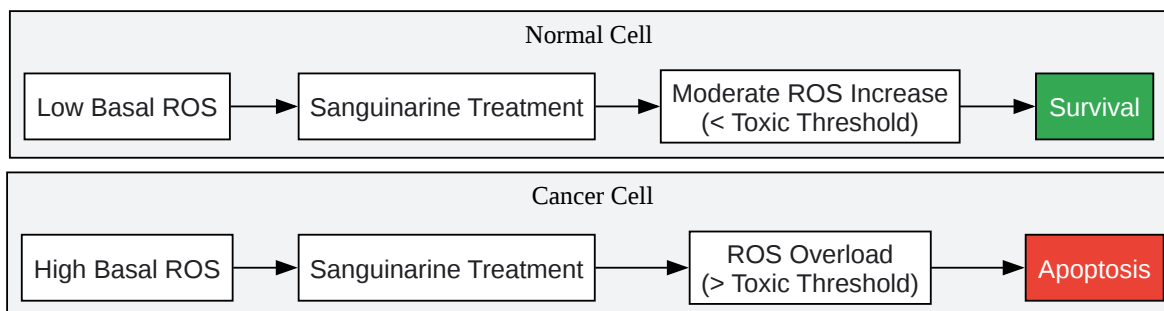 Normal Cell
Low Basal ROS
Sanguinarine Treatment
Moderate ROS Increase
(< Toxic Threshold)
Survival
Cancer Cell
High Basal ROS
Sanguinarine Treatment
ROS Overload
(> Toxic Threshold)
Apoptosis